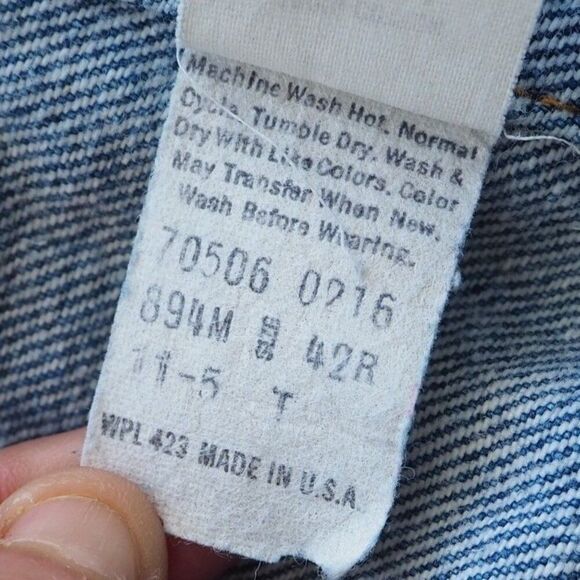 Machine Wash Hot, Normal
Cycle, Tumble Dry. Wash &
Dry With Like Colors. Color
May Transfer When New.
Wash Before Wearing.
70506 0216
894M 42R
11-5 T
WPL 423 MADE IN U.S.A.